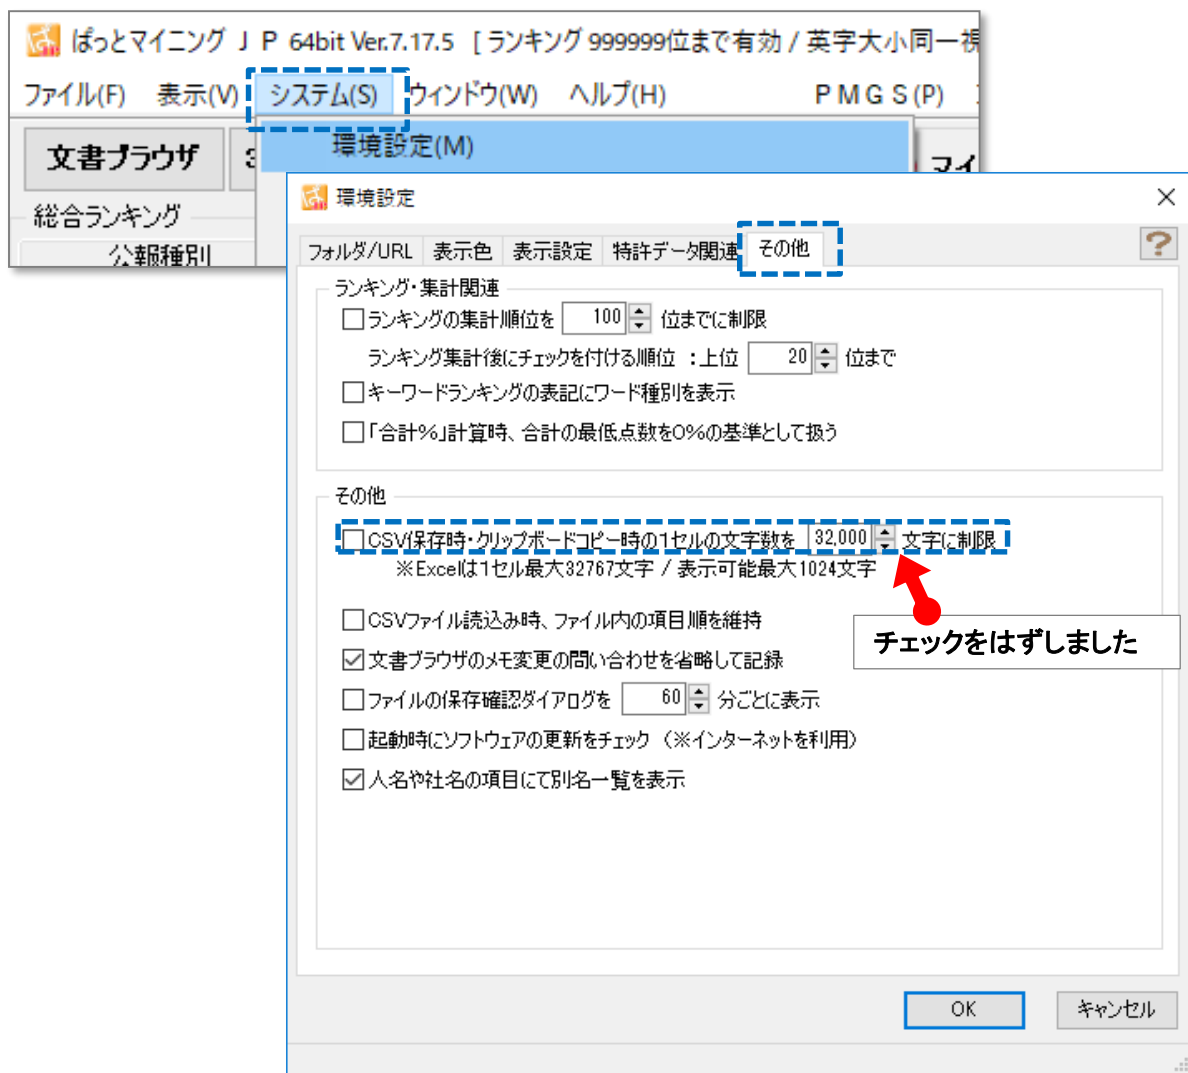 ぱっとマイニングＪＰ 64bit Ver.7.17.5 [ ランキング 999999位まで有効 / 英字大小同一視
ファイル(F) 表示(V) システム(S) ウィンドウ(W) ヘルプ(H) ＰＭＧＳ(P)
環境設定(M)
文書ブラウザ 3 マイ
総合ランキング
公報種別
環境設定
フォルダ/URL 表示色 表示設定 特許データ関連 その他
ランキング・集計関連
ランキングの集計順位を 100 位までに制限
ランキング集計後にチェックを付ける順位 ：上位 20 位まで
キーワードランキングの表記にワード種別を表示
「合計%」計算時、合計の最低点数を0%の基準として扱う
その他
CSV保存時・クリップボードコピー時の1セルの文字数を 32,000 文字に制限
※Excelは1セル最大32767文字 / 表示可能最大1024文字
CSVファイル読込み時、ファイル内の項目順を維持
チェックをはずしました
文書ブラウザのメモ変更の問い合わせを省略して記録
ファイルの保存確認ダイアログを 60 分ごとに表示
起動時にソフトウェアの更新をチェック （※インターネットを利用）
人名や社名の項目にて別名一覧を表示
OK キャンセル